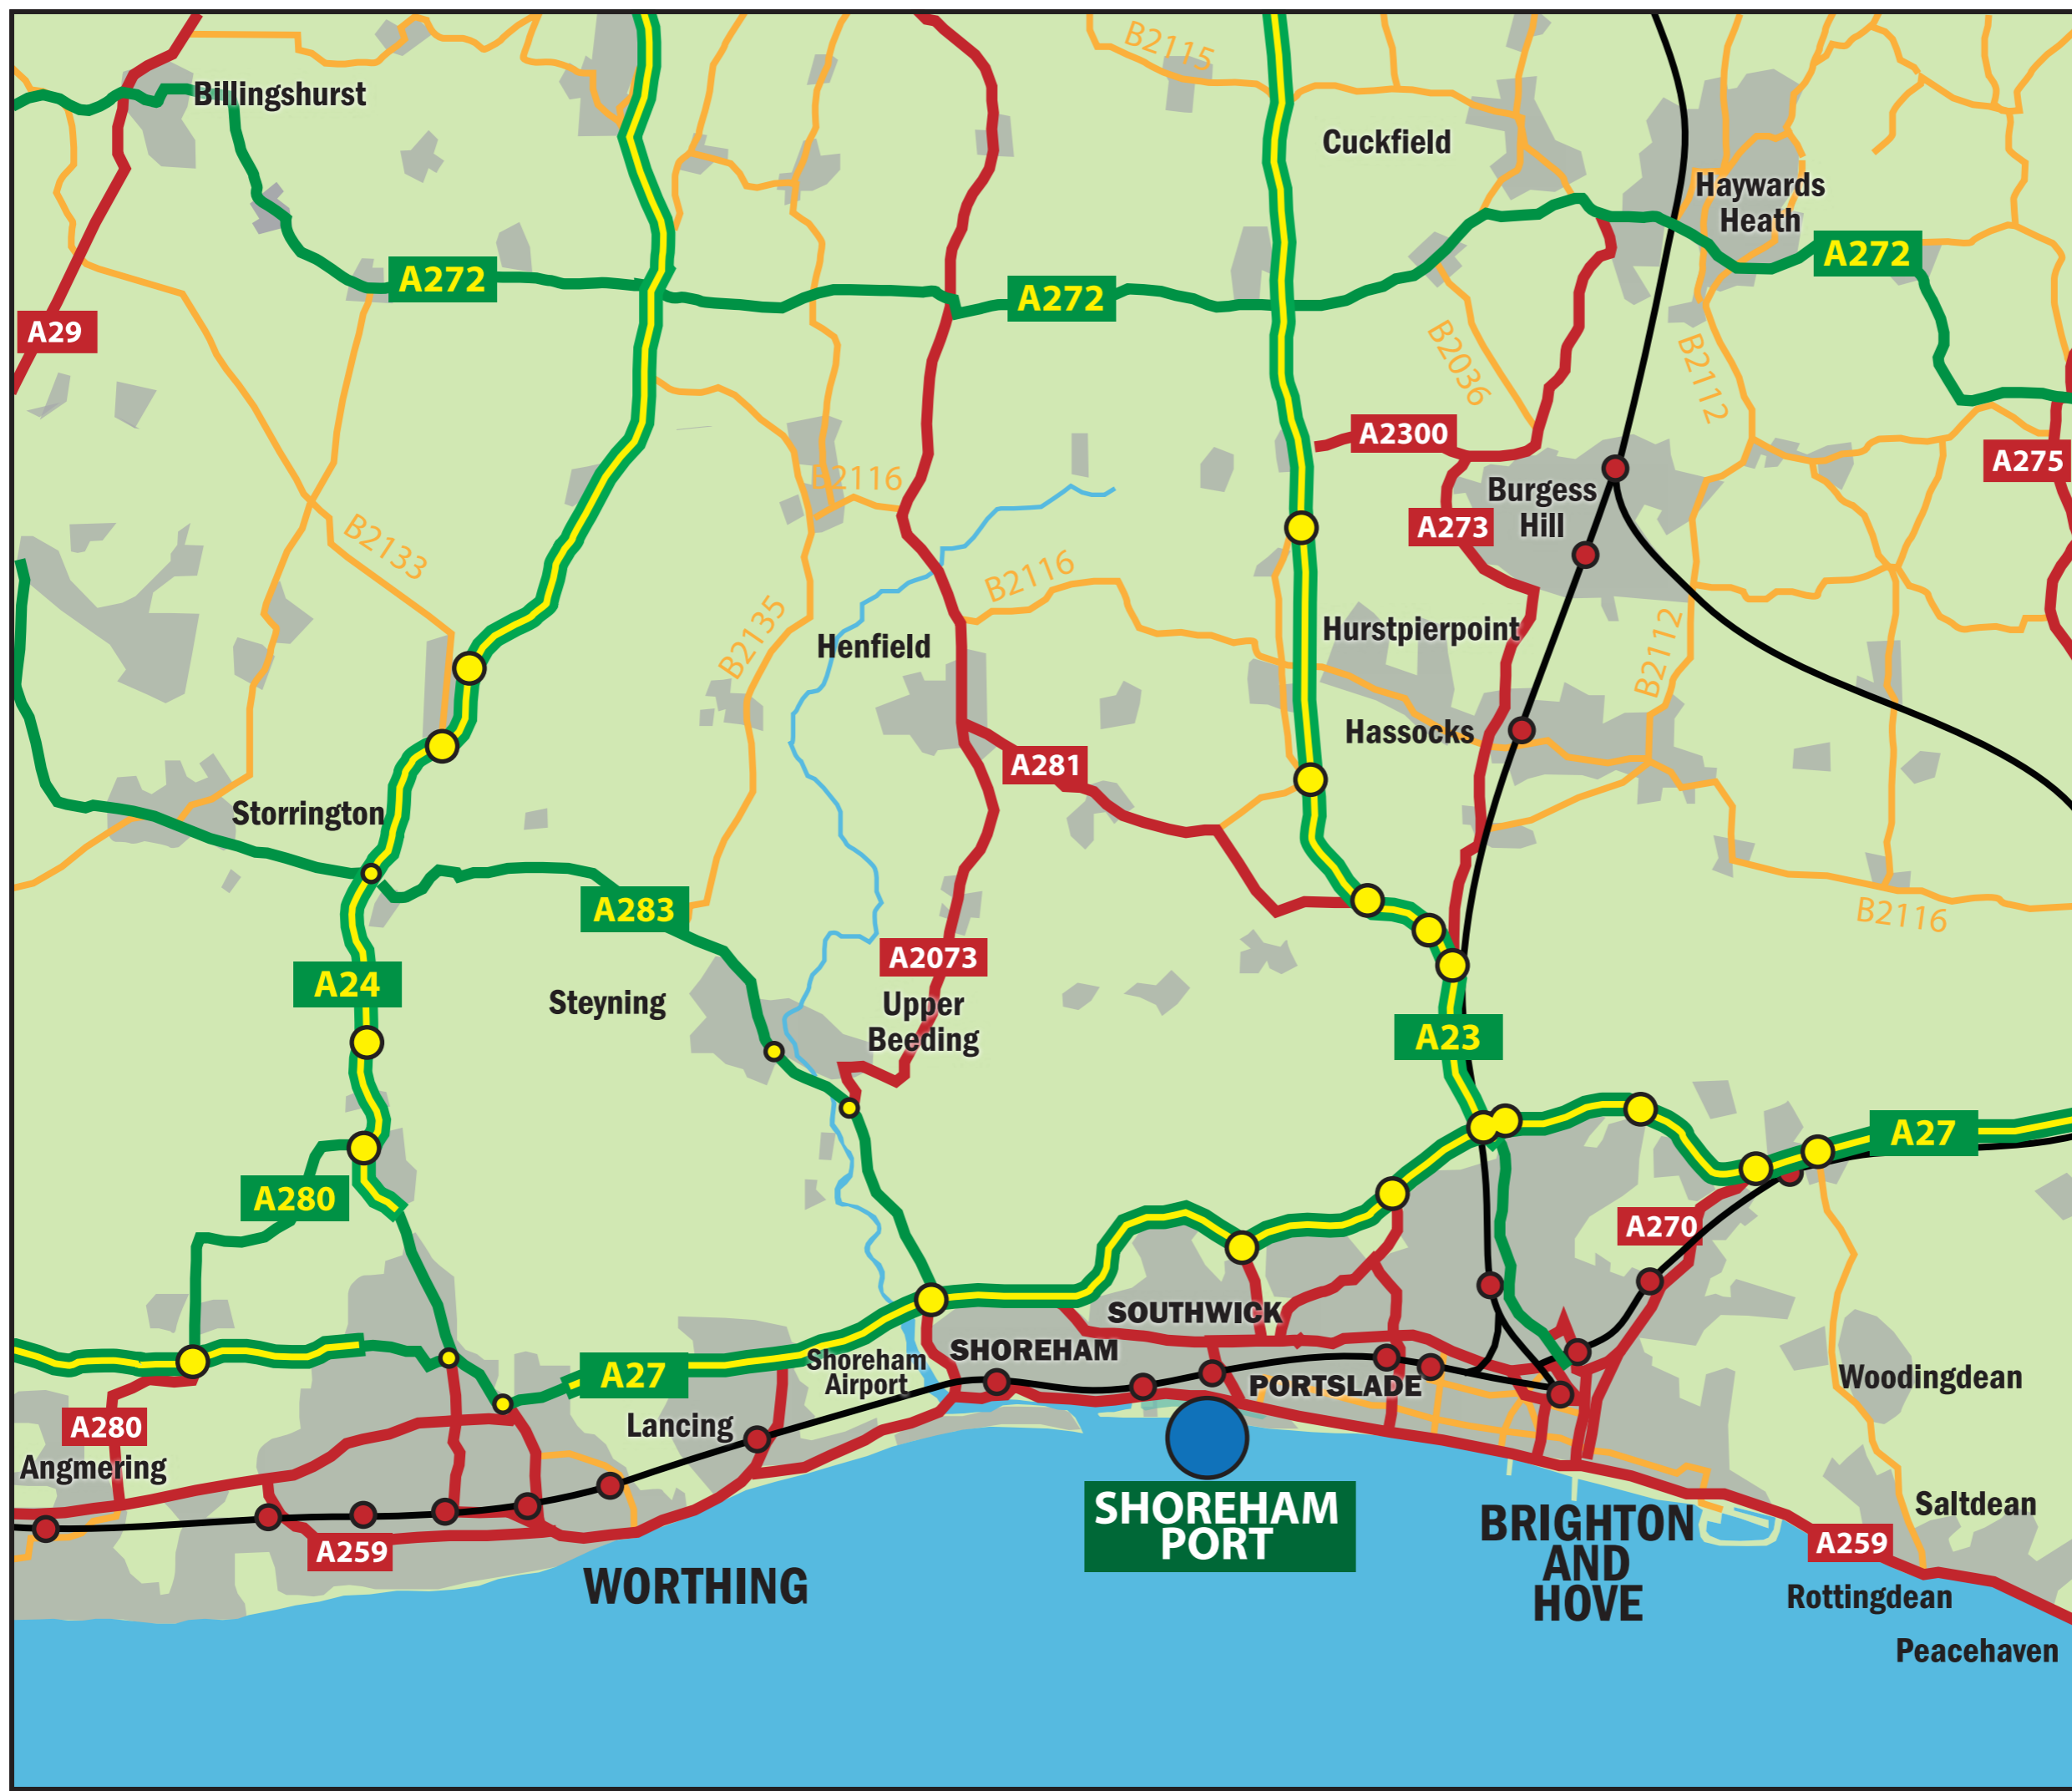 B2115
Billingshurst
Cuckfield
Haywards
Heath
A272
A272
A272
A29
B2036
B2112
A2300
A275
B2116
Burgess
Hill
A273
B2133
B2116
B2135
Henfield
Hurstpierpoint
B2112
Hassocks
A281
Storrington
A283
B2116
A2073
A24
Steyning
Upper
Beeding
A23
A27
A280
A270
SOUTHWICK
SHOREHAM
Shoreham
Airport
A27
PORTSLADE
Woodingdean
A280
Lancing
Angmering
SHOREHAM
PORT
BRIGHTON
AND
HOVE
Saltdean
A259
A259
WORTHING
Rottingdean
Peacehaven